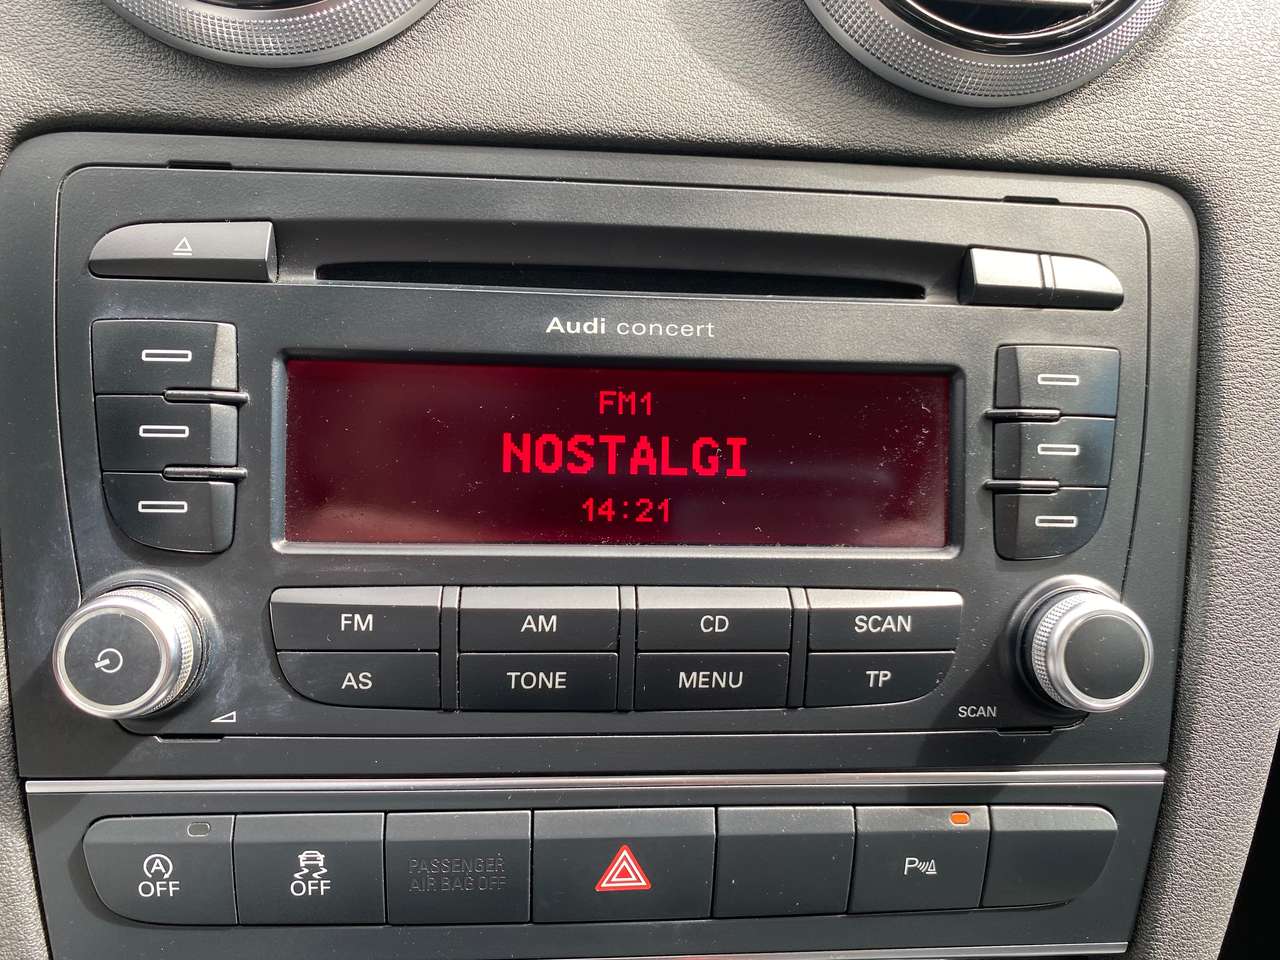 Audi concert
FM1
NOSTALGI
14:21
FM AM CD SCAN
AS TONE MENU TP
SCAN
A
OFF
OFF
PASSENGER
AIR BAG OFF
P